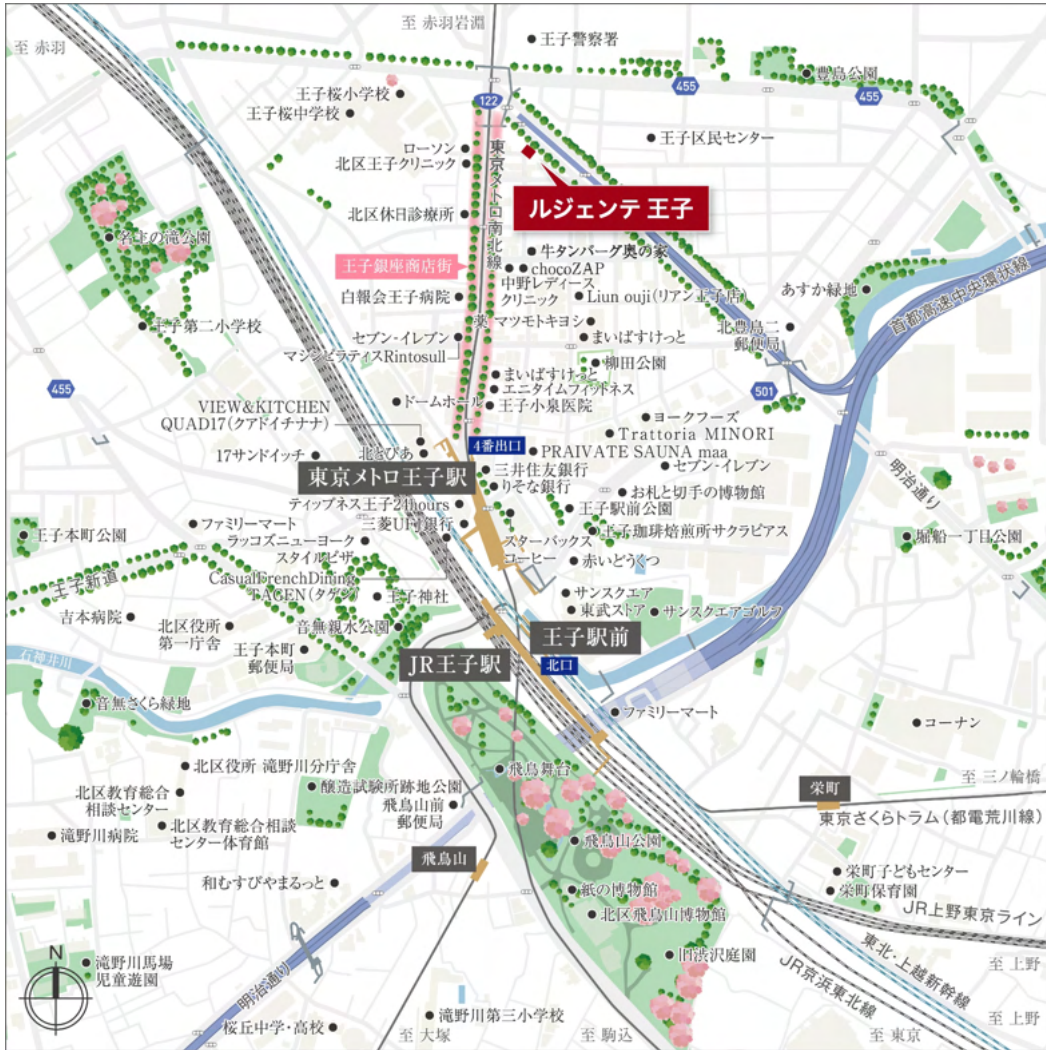 至 赤羽岩淵
至 赤羽
王子警察署
豊島公園
455
455
王子桜小学校
王子桜中学校
122
王子区民センター
ローソン
北区王子クリニック
東京メトロ南北線
ルジェンテ 王子
北区休日診療所
名主の滝公園
牛タンバーグ奥の家
王子銀座商店街
chocoZAP
中野レディース
クリニック
Liun ouji(リアン王子店)
あすか緑地
首都高速中央環状線
白報会王子病院
王子第二小学校
薬マツモトキヨシ
北豊島二
郵便局
セブン-イレブン
マシンピラティスRintosull
まいばすけっと
柳田公園
455
まいばすけっと
エニタイムフィットネス
501
ドームホール
王子小泉医院
VIEW&KITCHEN
QUAD17(クアドイチナナ)
ヨークフーズ
Trattoria MINORI
4番出口
北とぴあ
17サンドイッチ
PRAIVATE SAUNA maa
セブン-イレブン
明治通り
東京メトロ王子駅
三井住友銀行
りそな銀行
お札と切手の博物館
ティップネス王子24hours
三菱UFJ銀行
王子駅前公園
ファミリーマート
ラッコズニューヨーク
スタイルピザ
スターバックス
コーヒー
王子珈琲焙煎所サクラビアス
王子本町公園
堀船一丁目公園
赤いどうくつ
CasualFrenchDining
TAGEN(タゲン)
王子新道
王子神社
サンスクエア
東武ストア
サンスクエアゴルフ
吉本病院
北区役所
第一庁舎
音無親水公園
王子駅前
王子本町
郵便局
JR王子駅
北口
石神井川
音無さくら緑地
ファミリーマート
コーナン
北区役所 滝野川分庁舎
飛鳥舞台
至 三ノ輪橋
北区教育総合
相談センター
醸造試験所跡地公園
栄町
飛鳥山前
郵便局
東京さくらトラム(都電荒川線)
滝野川病院
北区教育総合相談
センター体育館
飛鳥山公園
飛鳥山
栄町子どもセンター
栄町保育園
和むすびやまるっと
紙の博物館
北区飛鳥山博物館
JR上野東京ライン
N
滝野川馬場
児童遊園
旧渋沢庭園
東北・上越新幹線
至 上野
JR京浜東北線
明治通り
滝野川第三小学校
至 上野
桜丘中学・高校
至 大塚
至 駒込
至 東京